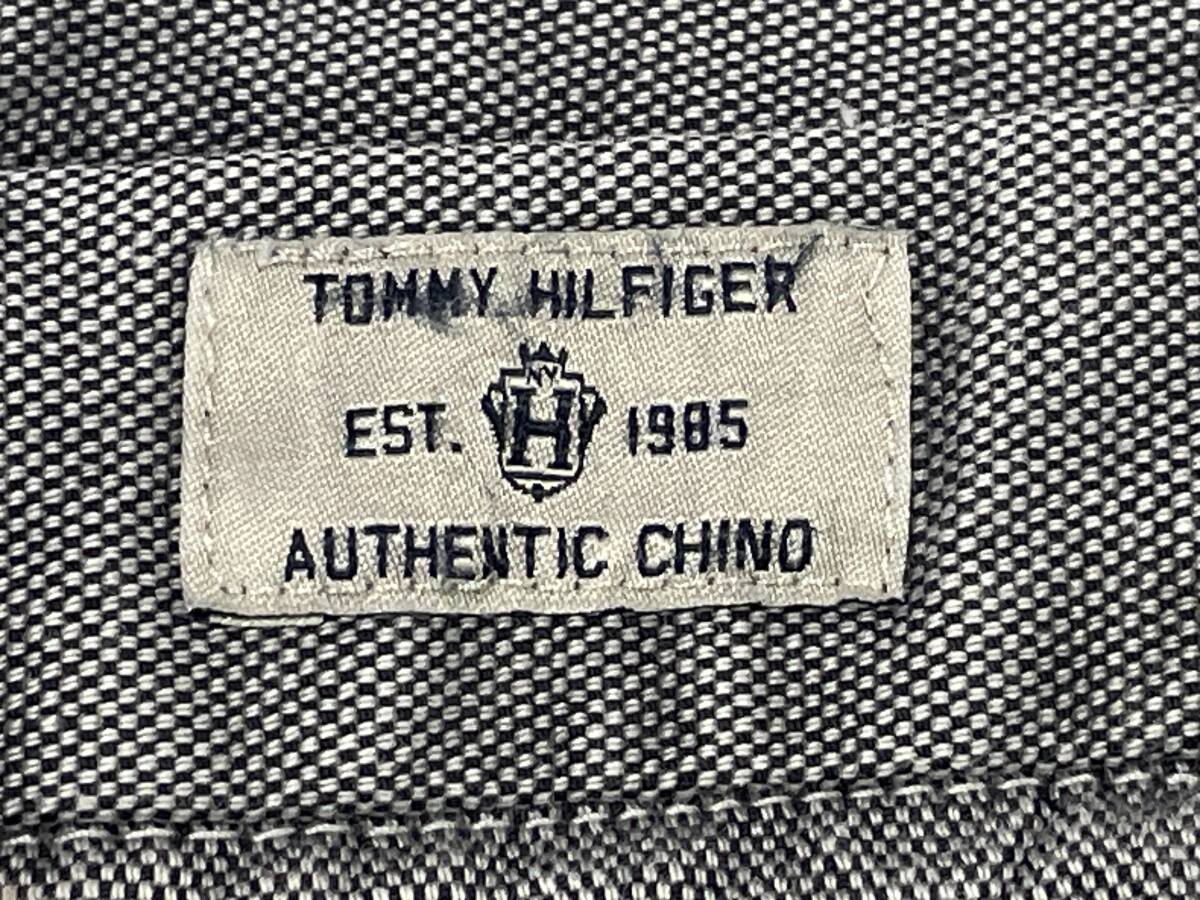 TOMMY HILFIGER
NY
EST. H 1985
AUTHENTIC CHINO